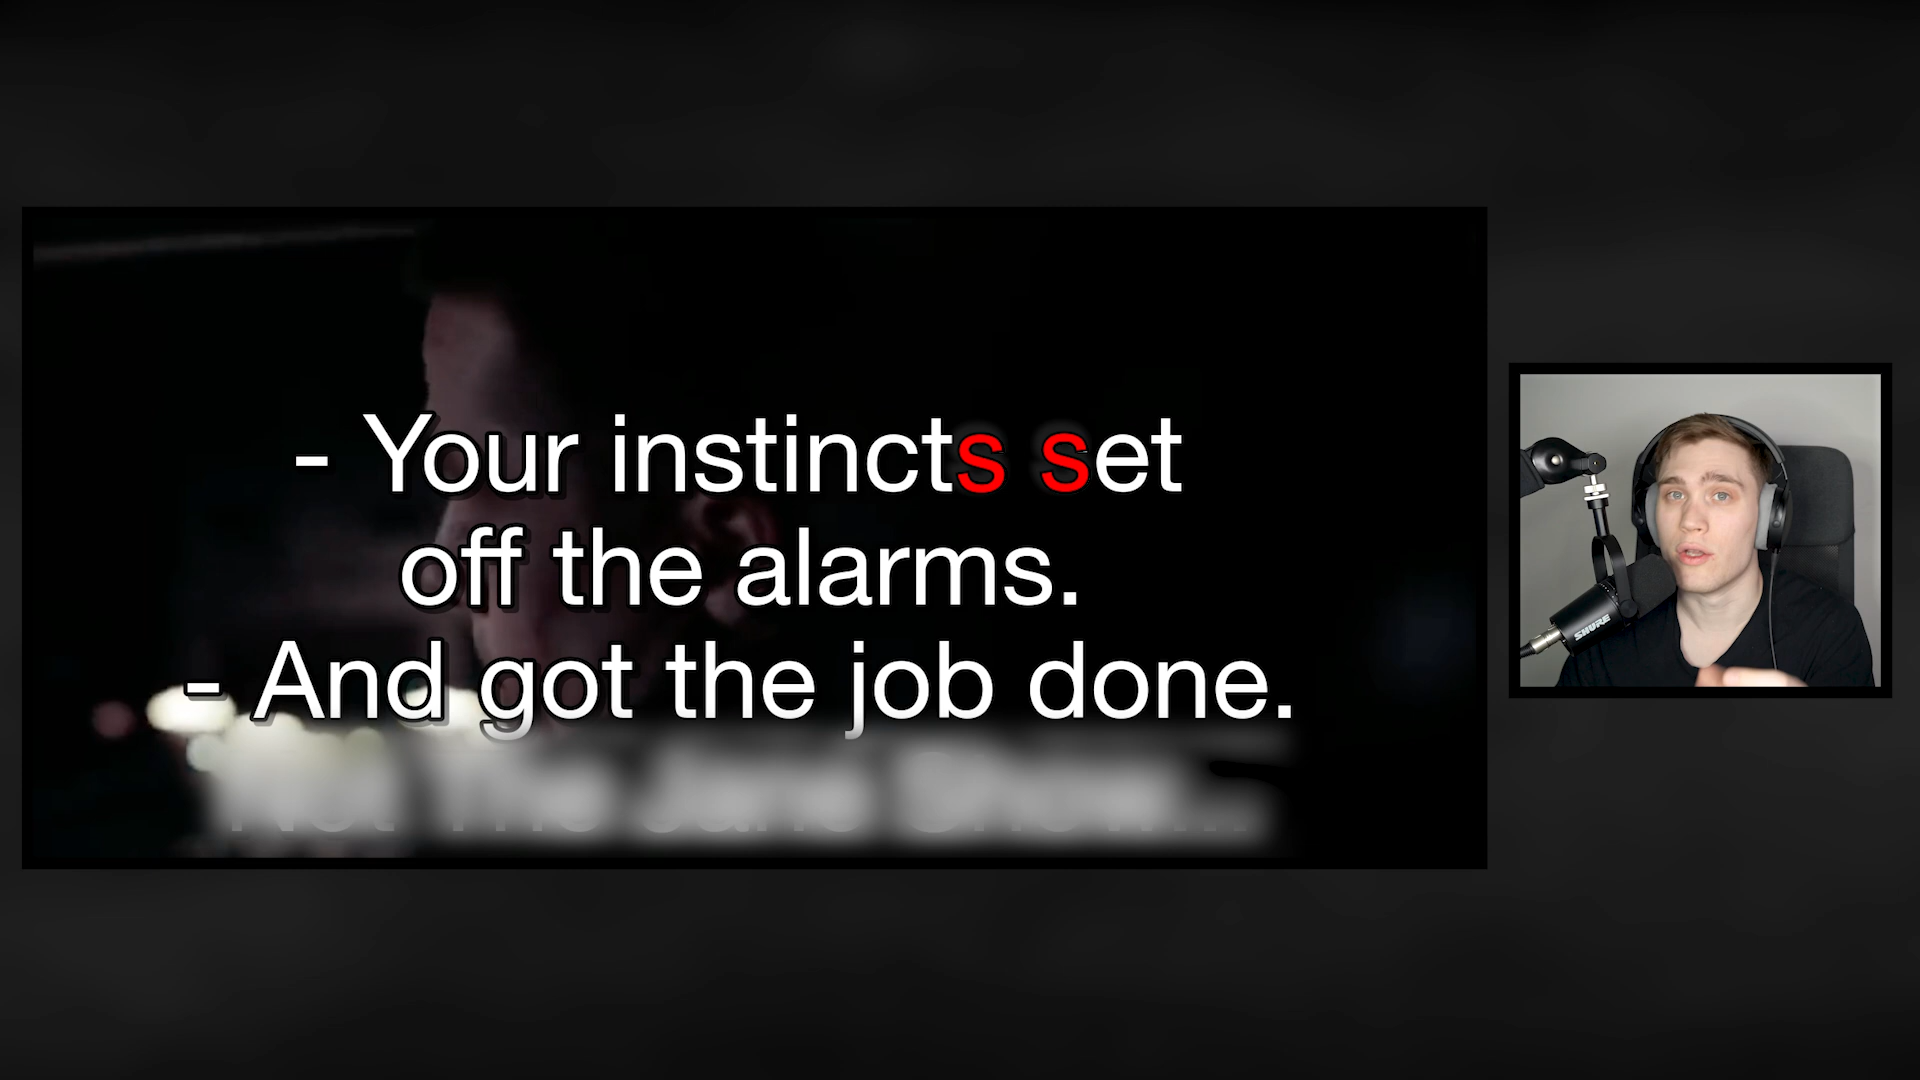 - Your instincts set
off the alarms.
- And got the job done.
SHURE